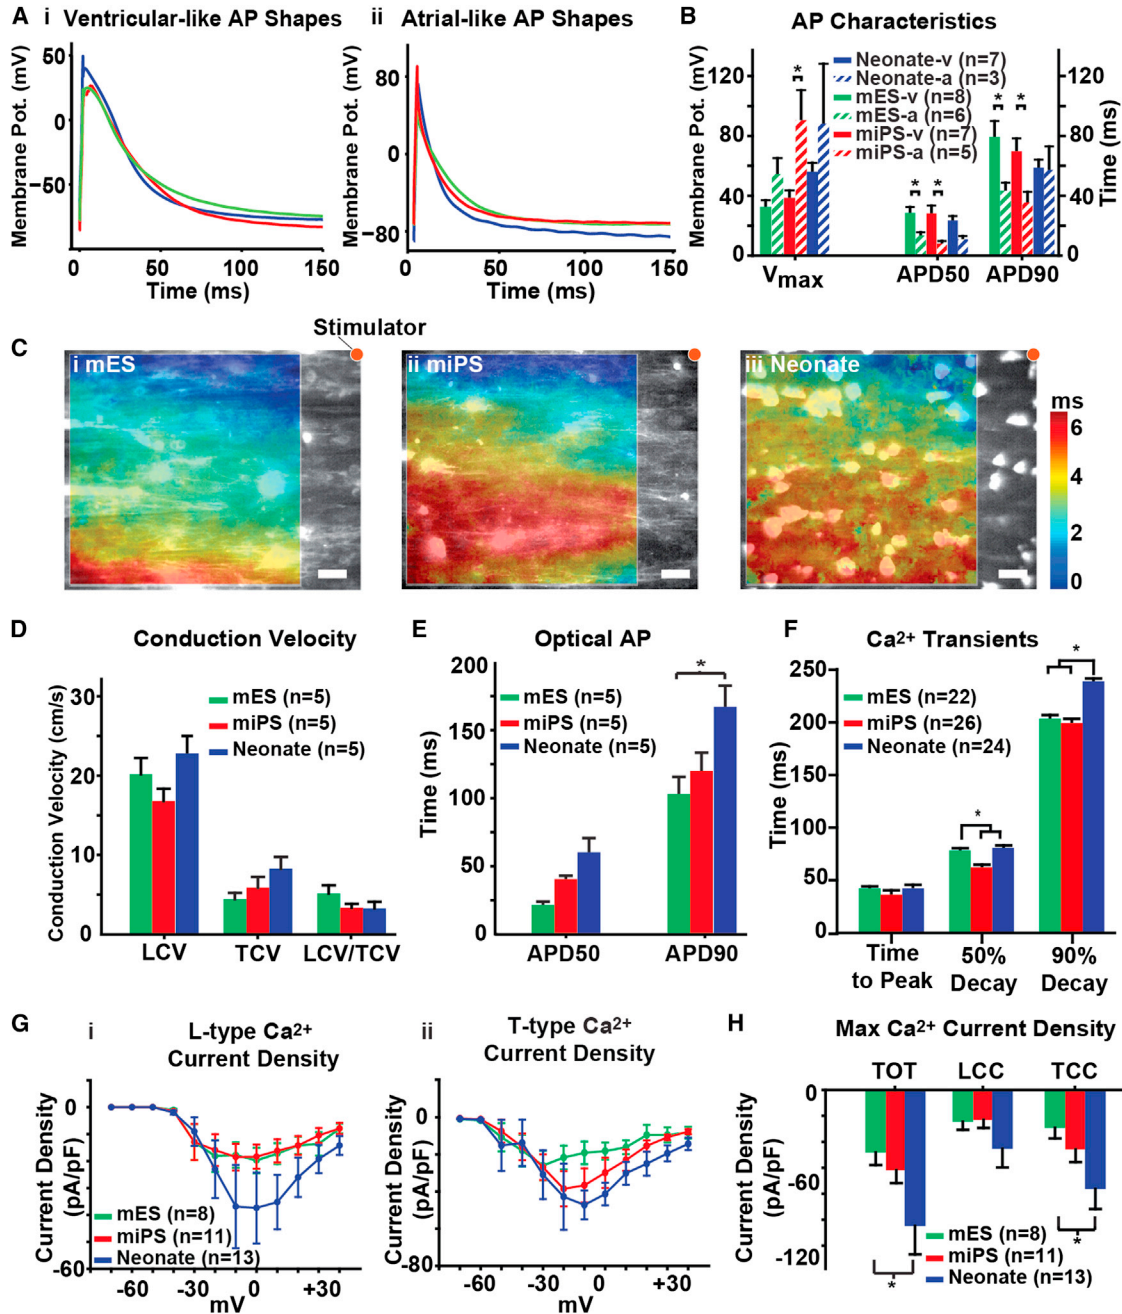 A
i Ventricular-like AP Shapes
Membrane Pot. (mV)
50
0
−50
0 50 100 150
Time (ms)
ii Atrial-like AP Shapes
Membrane Pot. (mV)
80
0
−80
0 50 100 150
Time (ms)
B
AP Characteristics
Membrane Pot. (mV)
120
80
40
0
Neonate-v (n=7)
Neonate-a (n=3)
mES-v (n=8)
mES-a (n=6)
miPS-v (n=7)
miPS-a (n=5)
* * * * *
120
80
40
0
Time (ms)
Vmax APD50 APD90
Stimulator
C
i mES
ii miPS
iii Neonate
ms
6
4
2
0
D
Conduction Velocity
Conduction Velocity (cm/s)
30
20
10
0
mES (n=5)
miPS (n=5)
Neonate (n=5)
LCV TCV LCV/TCV
E
Optical AP
Time (ms)
200
150
100
50
0
mES (n=5)
miPS (n=5)
Neonate (n=5)
*
APD50 APD90
F
Ca²⁺ Transients
Time (ms)
250
200
150
100
50
0
mES (n=22)
miPS (n=26)
Neonate (n=24)
* *
Time to Peak
50% Decay
90% Decay
G
i
L-type Ca²⁺
Current Density
Current Density
(pA/pF)
0
-60
mES (n=8)
miPS (n=11)
Neonate (n=13)
-60 -30 0 +30
mV
ii
T-type Ca²⁺
Current Density
Current Density
(pA/pF)
0
-80
-60 -30 0 +30
mV
H
Max Ca²⁺ Current Density
TOT LCC TCC
Current Density
(pA/pF)
0
-60
-120
mES (n=8)
miPS (n=11)
Neonate (n=13)
* *